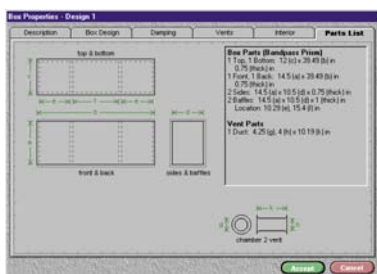 Box Properties - Design 1
Description
Box Design
Damping
Vents
Interior
Parts List
top & bottom
front & back
sides & baffles
chamber 2 vent
Box Parts (Bandpass Prism)
1 Top, 1 Bottom: 12 (c) x 39.49 (b) in
0.75 (thick) in
1 Front, 1 Back: 14.5 (a) x 39.49 (b) in
0.75 (thick) in
2 Sides: 14.5 (a) x 10.5 (d) x 0.75 (thick) in
2 Baffles: 14.5 (a) x 10.5 (d) x 1 (thick) in
Location: 10.29 (e), 15.4 (f) in
Vent Parts
1 Duct: 4.25 (g), 4 (h) x 10.19 (k) in
Accept
Cancel